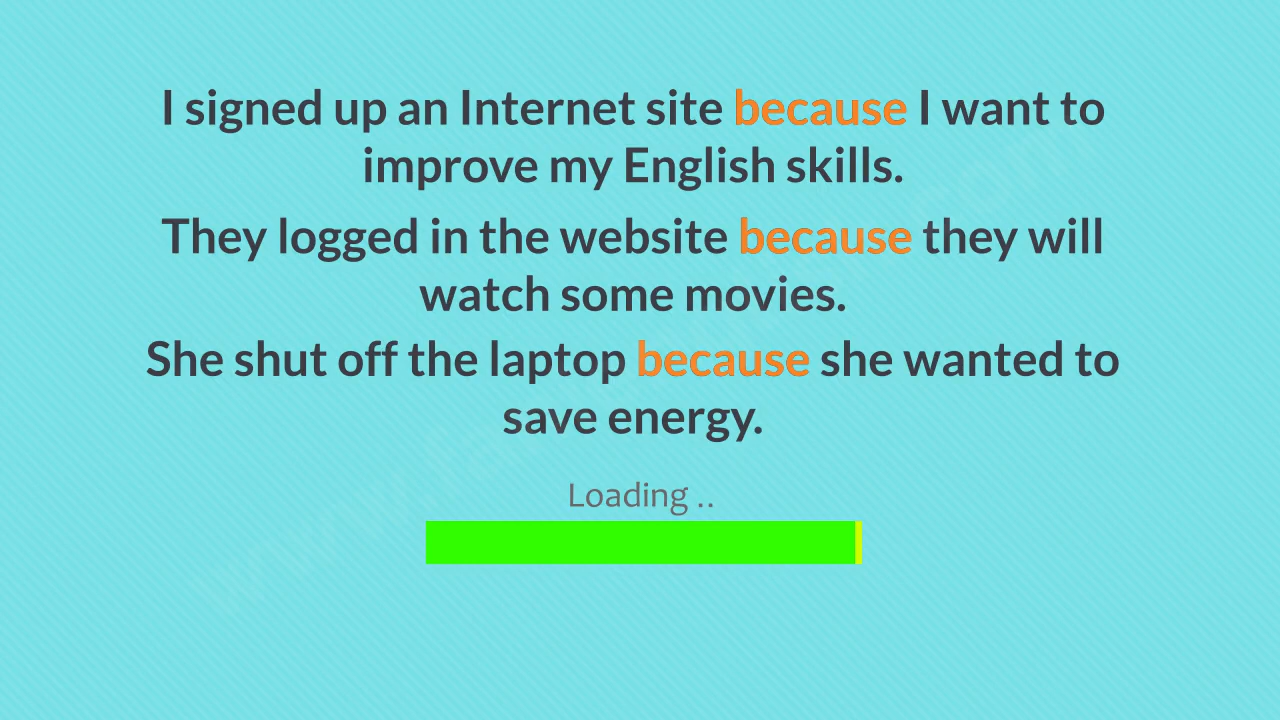 I signed up an Internet site because I want to
improve my English skills.
They logged in the website because they will
watch some movies.
She shut off the laptop because she wanted to
save energy.
Loading ..